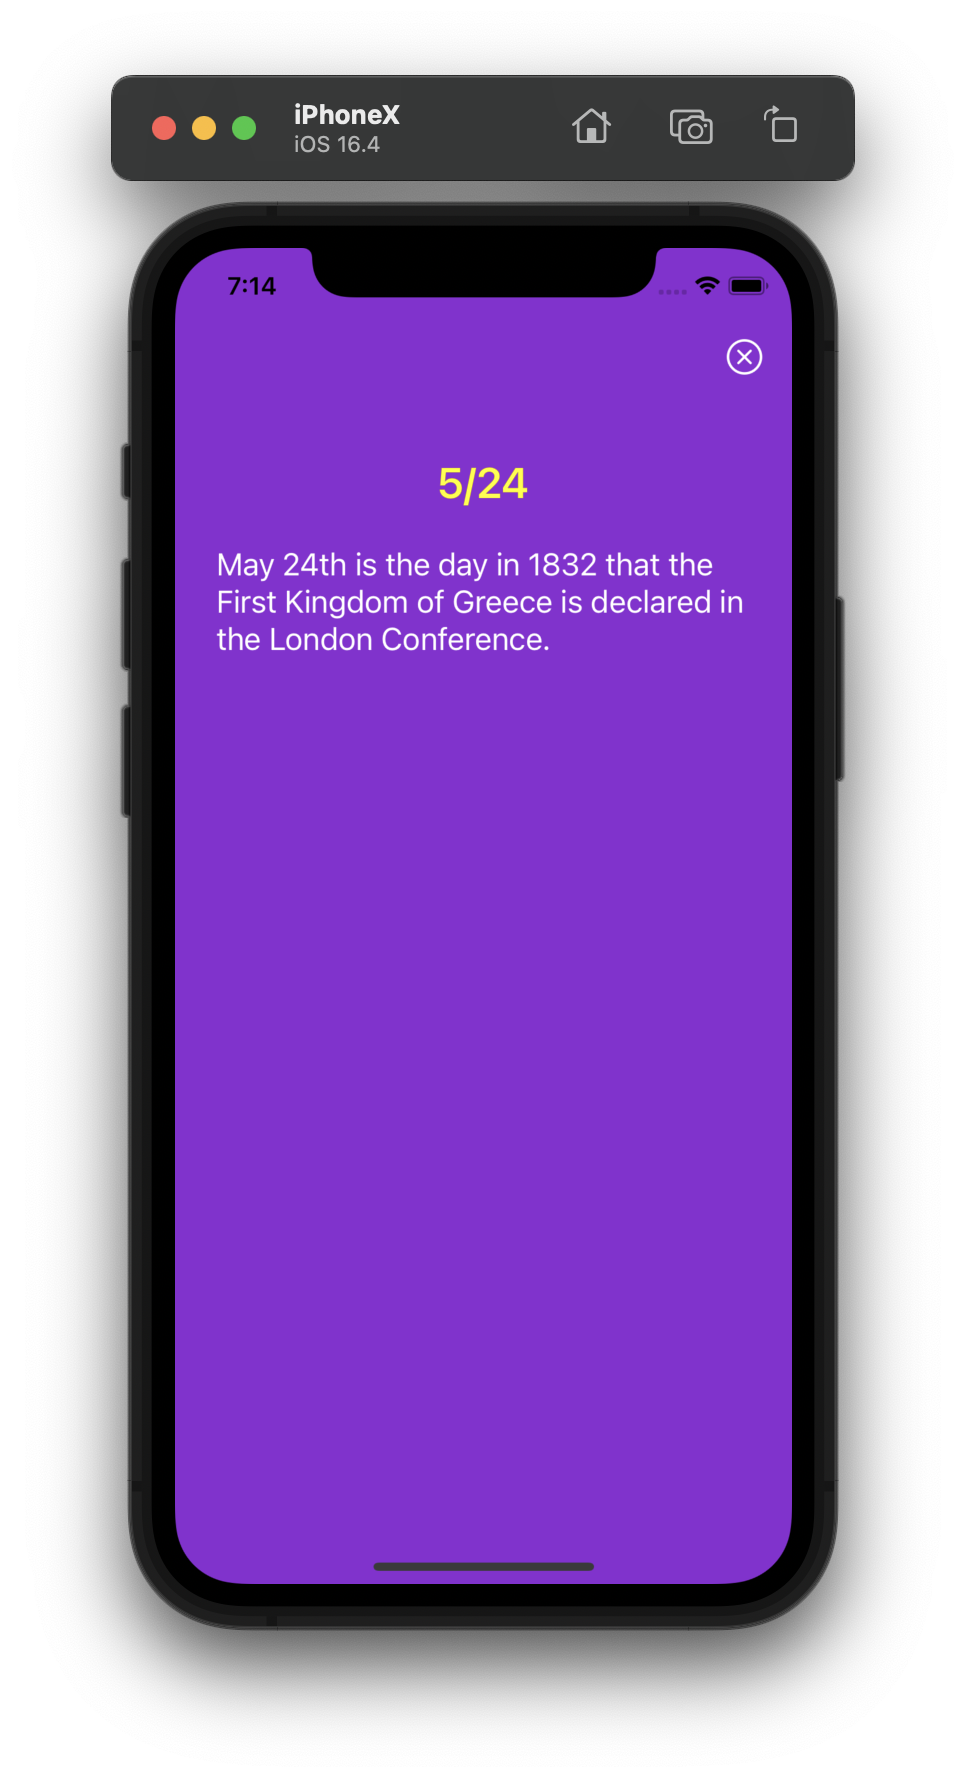 iPhoneX
iOS 16.4
7:14
5/24
May 24th is the day in 1832 that the
First Kingdom of Greece is declared in
the London Conference.